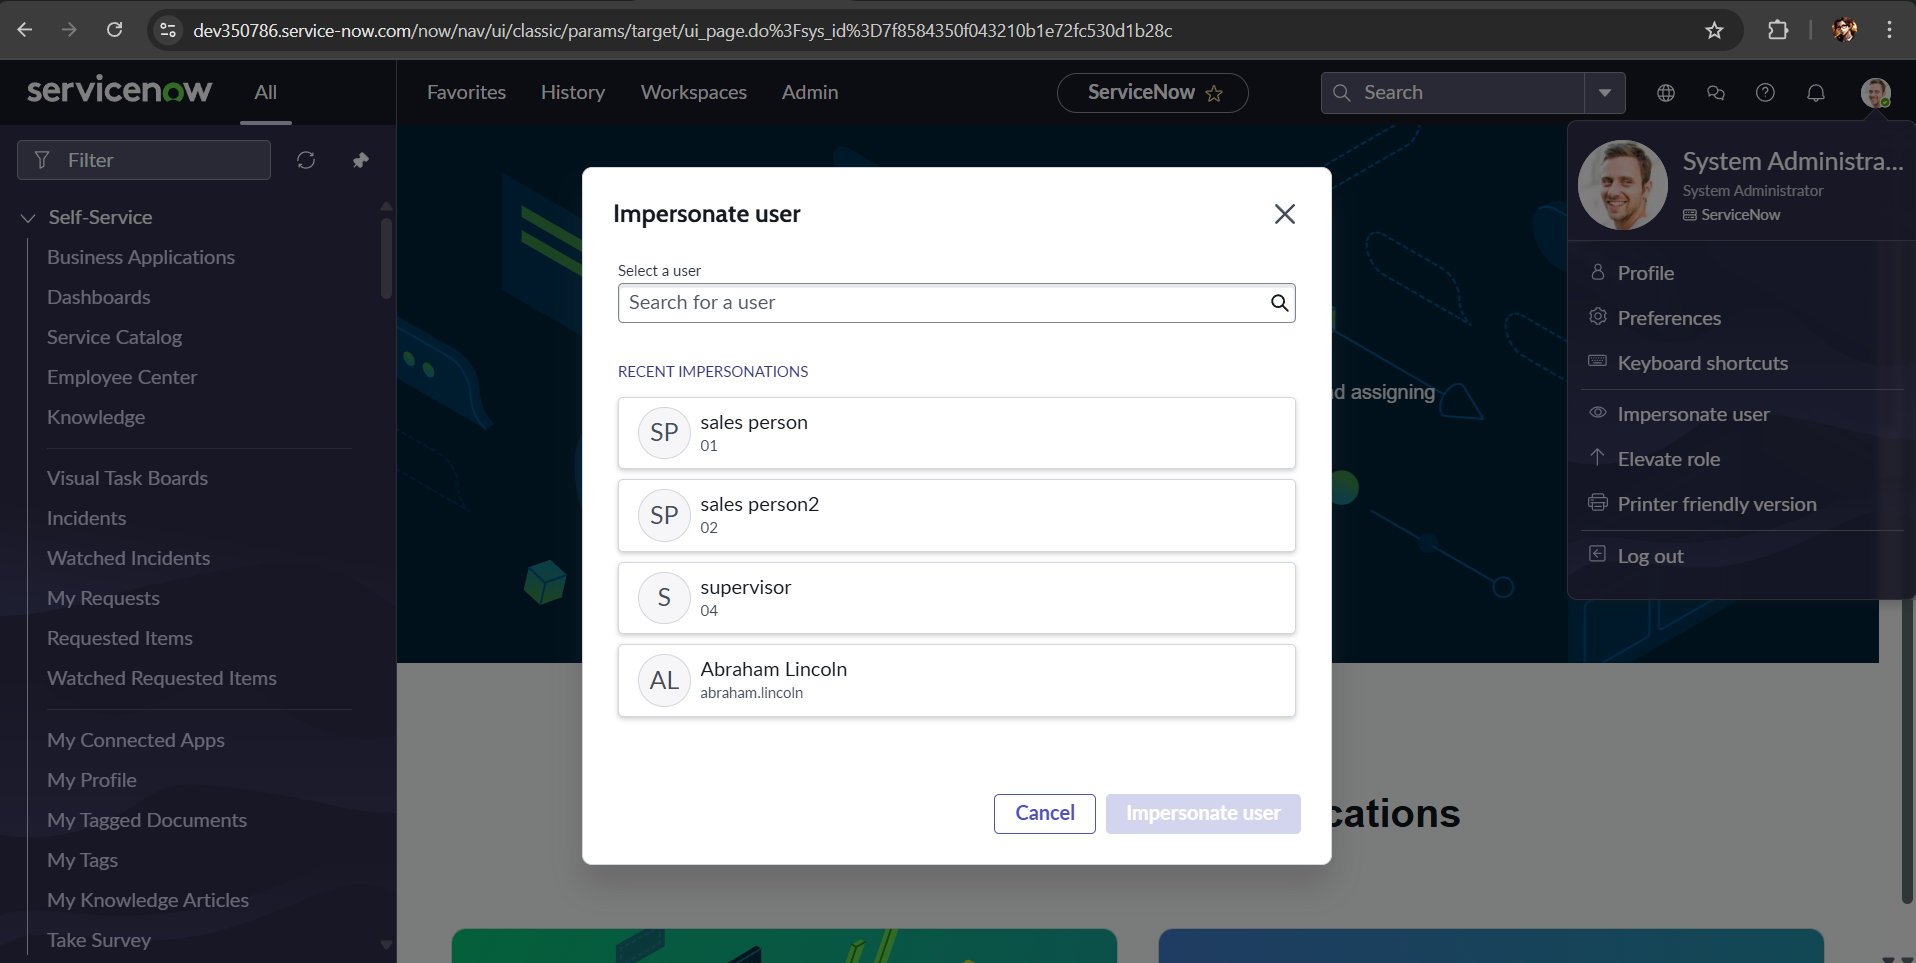 dev350786.service-now.com/now/nav/ui/classic/params/target/ui_page.do%3Fsys_id%3D7f8584350f043210b1e72fc530d1b28c
servicenow
All
Favorites
History
Workspaces
Admin
ServiceNow
Search
Filter
Self-Service
Business Applications
Dashboards
Service Catalog
Employee Center
Knowledge
Visual Task Boards
Incidents
Watched Incidents
My Requests
Requested Items
Watched Requested Items
My Connected Apps
My Profile
My Tagged Documents
My Tags
My Knowledge Articles
Take Survey
Impersonate user
Select a user
Search for a user
RECENT IMPERSONATIONS
SP
sales person
01
SP
sales person2
02
S
supervisor
04
AL
Abraham Lincoln
abraham.lincoln
Cancel
Impersonate user
d assigning
cations
System Administra...
System Administrator
ServiceNow
Profile
Preferences
Keyboard shortcuts
Impersonate user
Elevate role
Printer friendly version
Log out